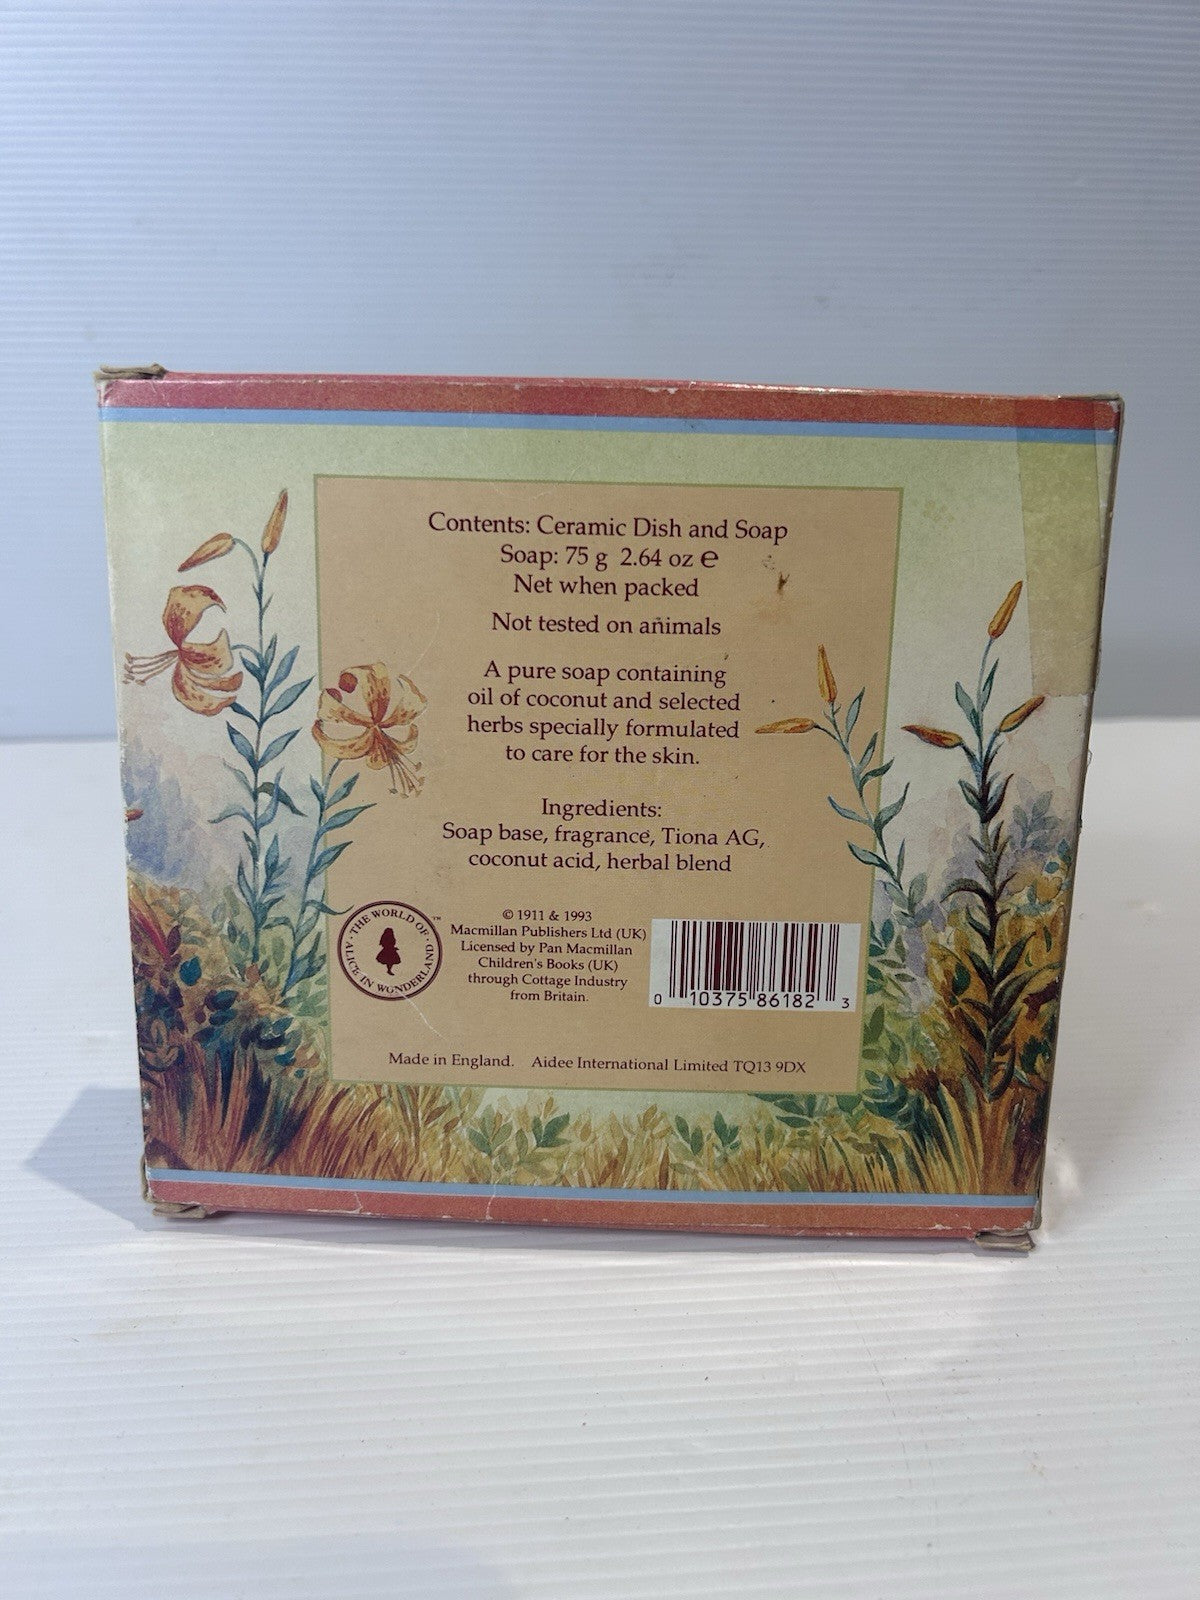 Contents: Ceramic Dish and Soap
Soap: 75 g 2.64 oz ℮
Net when packed
Not tested on animals
A pure soap containing
oil of coconut and selected
herbs specially formulated
to care for the skin.
Ingredients:
Soap base, fragrance, Tiona AG,
coconut acid, herbal blend
· THE WORLD OF · ALICE IN WONDERLAND
™
© 1911 & 1993
Macmillan Publishers Ltd (UK)
Licensed by Pan Macmillan
Children's Books (UK)
through Cottage Industry
from Britain.
0 10375 86182 3
Made in England. Aidee International Limited TQ13 9DX